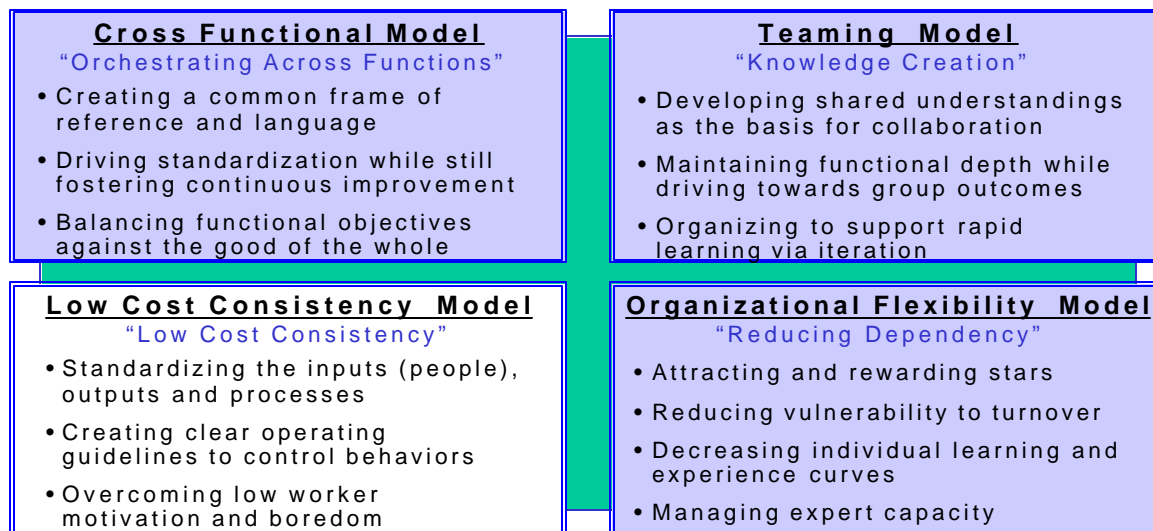 Cross Functional Model
“Orchestrating Across Functions”
• Creating a common frame of
reference and language
• Driving standardization while still
fostering continuous improvement
• Balancing functional objectives
against the good of the whole
Teaming Model
“Knowledge Creation”
• Developing shared understandings
as the basis for collaboration
• Maintaining functional depth while
driving towards group outcomes
• Organizing to support rapid
learning via iteration
Low Cost Consistency Model
“Low Cost Consistency”
• Standardizing the inputs (people),
outputs and processes
• Creating clear operating
guidelines to control behaviors
• Overcoming low worker
motivation and boredom
Organizational Flexibility Model
“Reducing Dependency”
• Attracting and rewarding stars
• Reducing vulnerability to turnover
• Decreasing individual learning and
experience curves
• Managing expert capacity